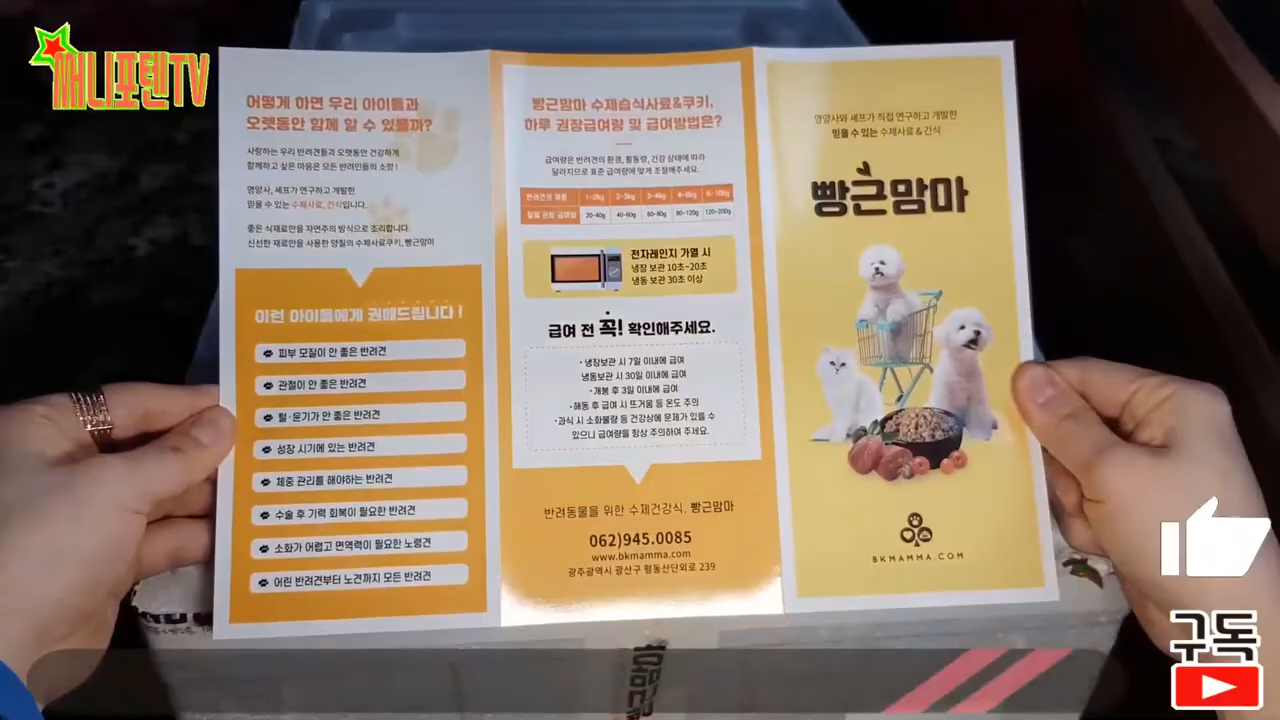 써니포텐TV
어떻게 하면 우리 아이들과
오랫동안 함께 할 수 있을까?
사랑하는 우리 반려견들과 오랫동안 건강하게
함께하고 싶은 마음은 모든 반려인들의 소망!
영양사, 셰프가 연구하고 개발한
믿을 수 있는 수제사료, 간식입니다.
좋은 식재료만을 자연주의 방식으로 조리합니다.
신선한 재료만을 사용한 양질의 수제사료쿠키, 빵근맘마
이런 아이들에게 권해드립니다!
피부 모질이 안 좋은 반려견
관절이 안 좋은 반려견
털·윤기가 안 좋은 반려견
성장 시기에 있는 반려견
체중 관리를 해야하는 반려견
수술 후 기력 회복이 필요한 반려견
소화가 어렵고 면역력이 필요한 노령견
어린 반려견부터 노견까지 모든 반려견
빵근맘마 수제습식사료&쿠키,
하루 권장급여량 및 급여방법은?
급여량은 반려견의 환경, 활동량, 건강 상태에 따라
달라지므로 표준 급여량에 맞게 조절해주세요.
반려견의 체중 1~2kg 2~3kg 3~4kg 4~6kg 6~10kg
일일 권장 급여량 20~40g 40~60g 60~80g 80~120g 120~200g
전자레인지 가열 시
냉장 보관 10초~20초
냉동 보관 30초 이상
급여 전 꼭! 확인해주세요.
· 냉장보관 시 7일 이내에 급여
냉동보관 시 30일 이내에 급여
· 개봉 후 3일 이내에 급여
· 해동 후 급여 시 뜨거움 등 온도 주의
· 과식 시 소화불량 등 건강상에 문제가 있을 수
있으니 급여량을 항상 주의하여 주세요.
반려동물을 위한 수제건강식, 빵근맘마
062)945.0085
www.bkmamma.com
광주광역시 광산구 평동산단외로 239
영양사와 셰프가 직접 연구하고 개발한
믿을 수 있는 수제사료 & 간식
빵근맘마
BKMAMMA.COM
빵근맘마
구독